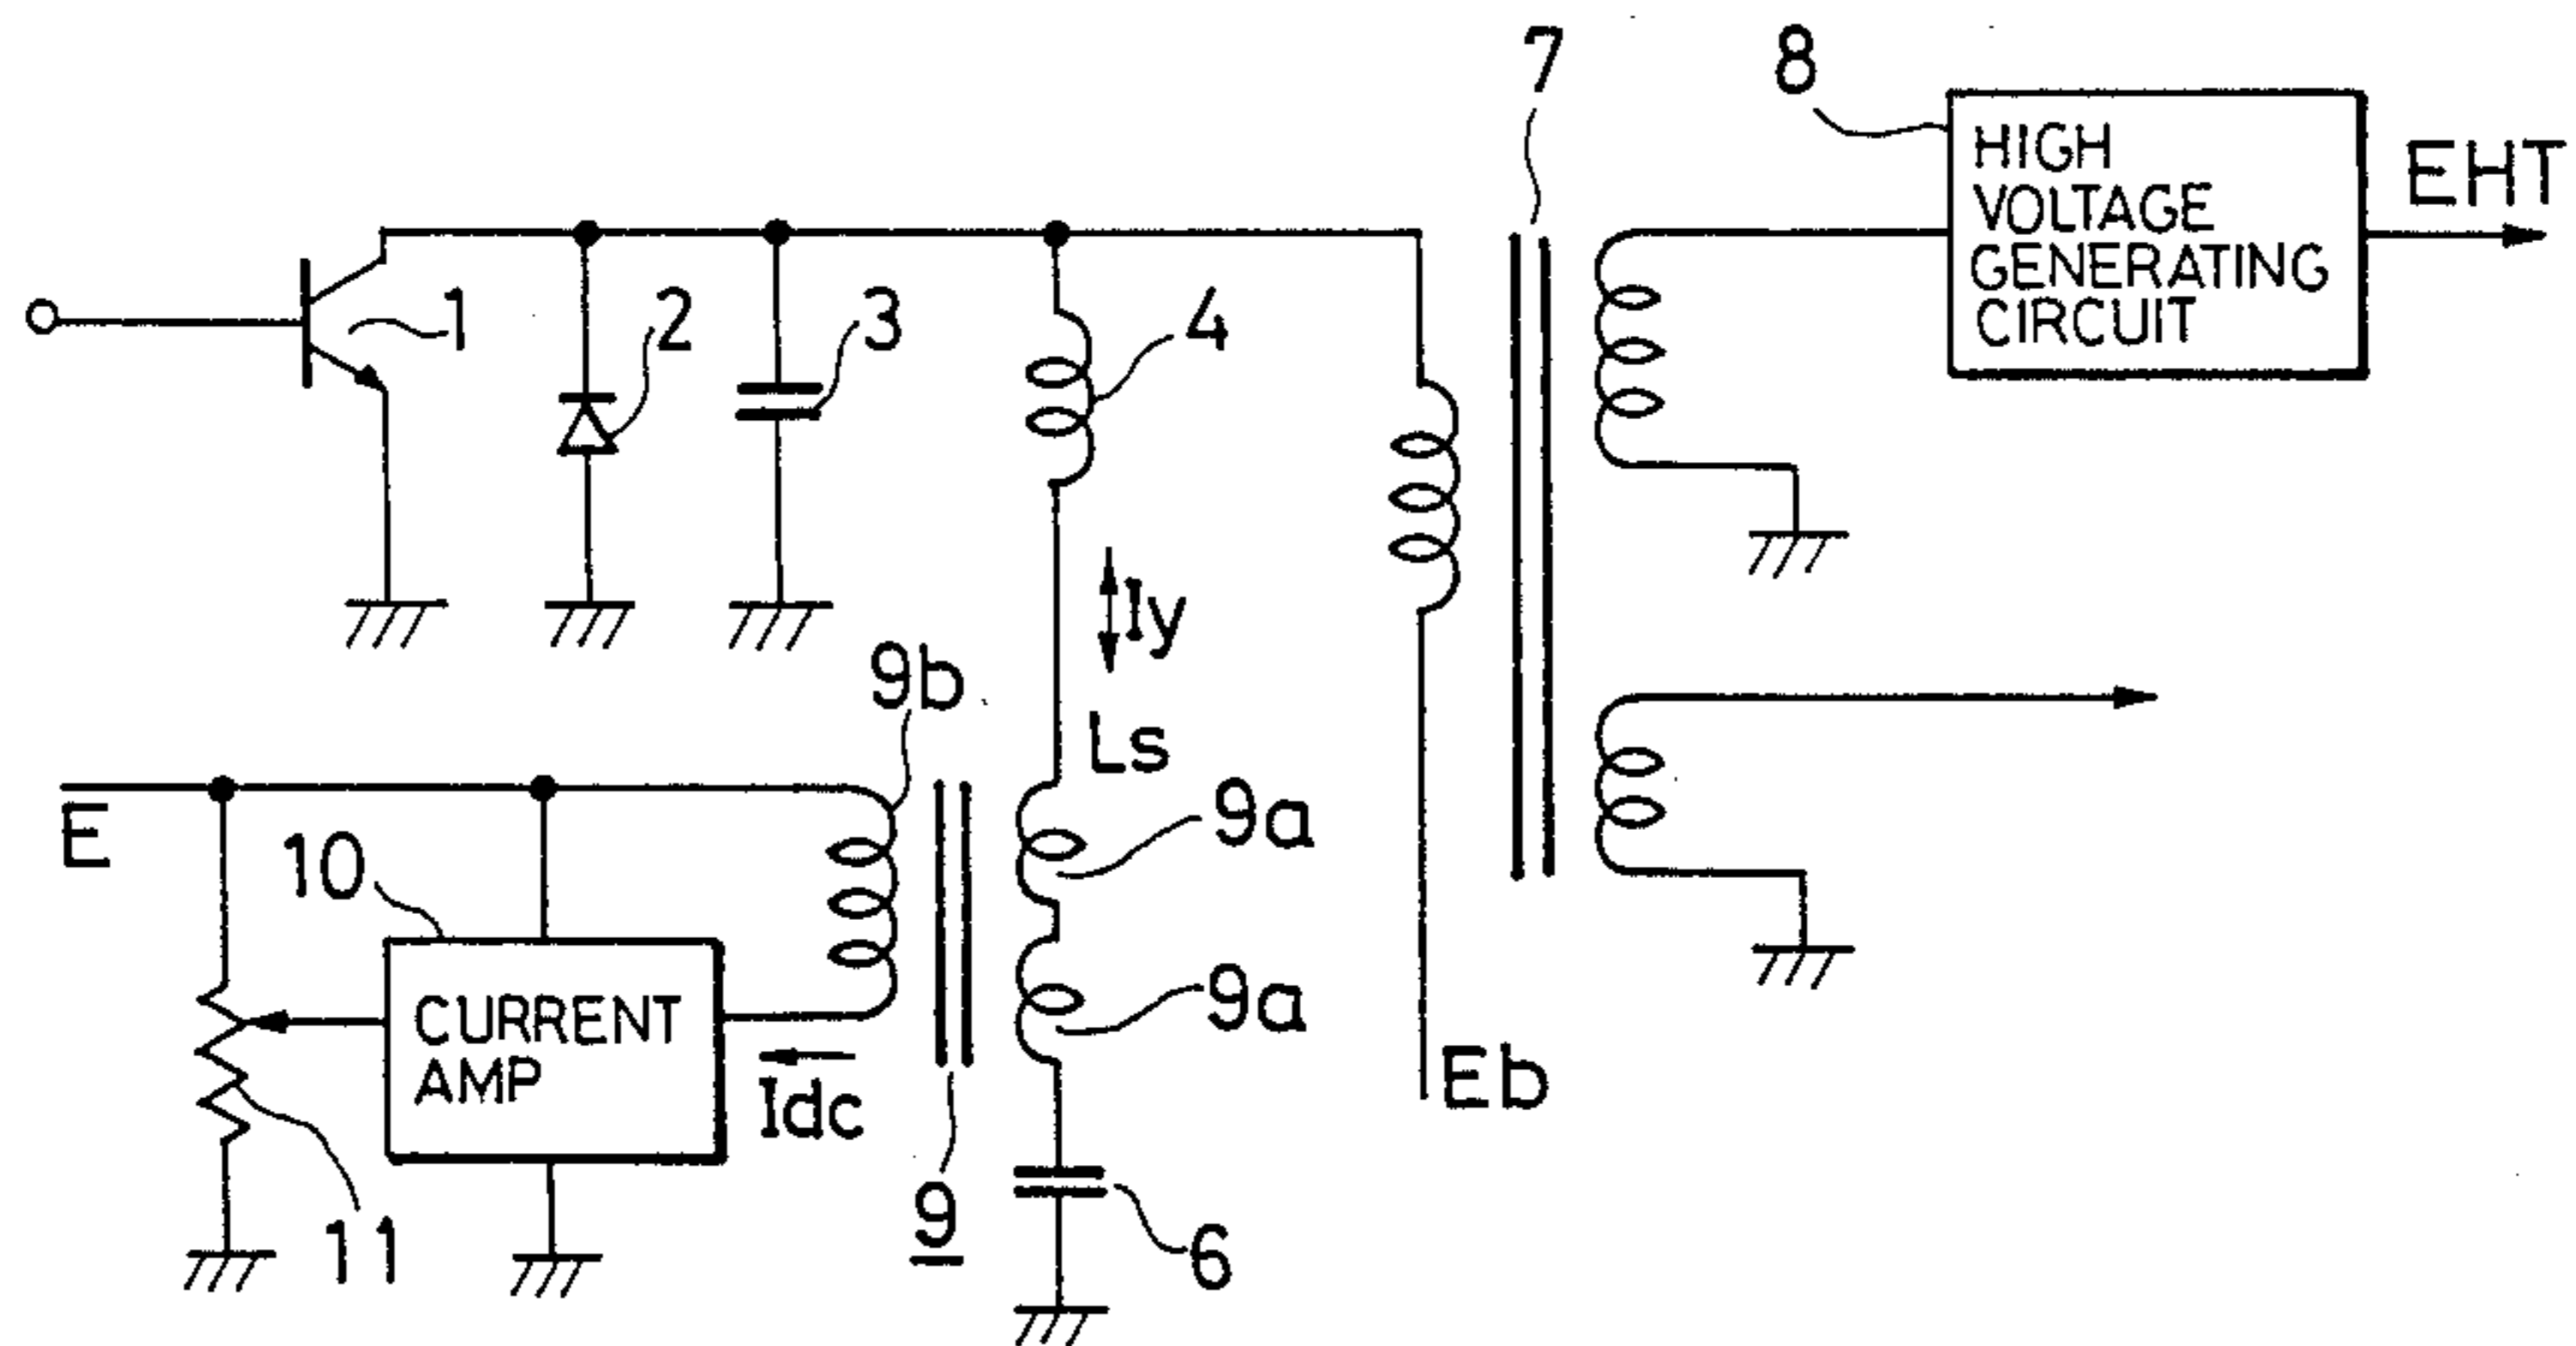 7
8
HIGH
VOLTAGE
GENERATING
CIRCUIT
EHT
1
2
3
4
Iy
9b
Ls
E
9a
10
CURRENT
AMP
9a
Idc
Eb
11
9
6